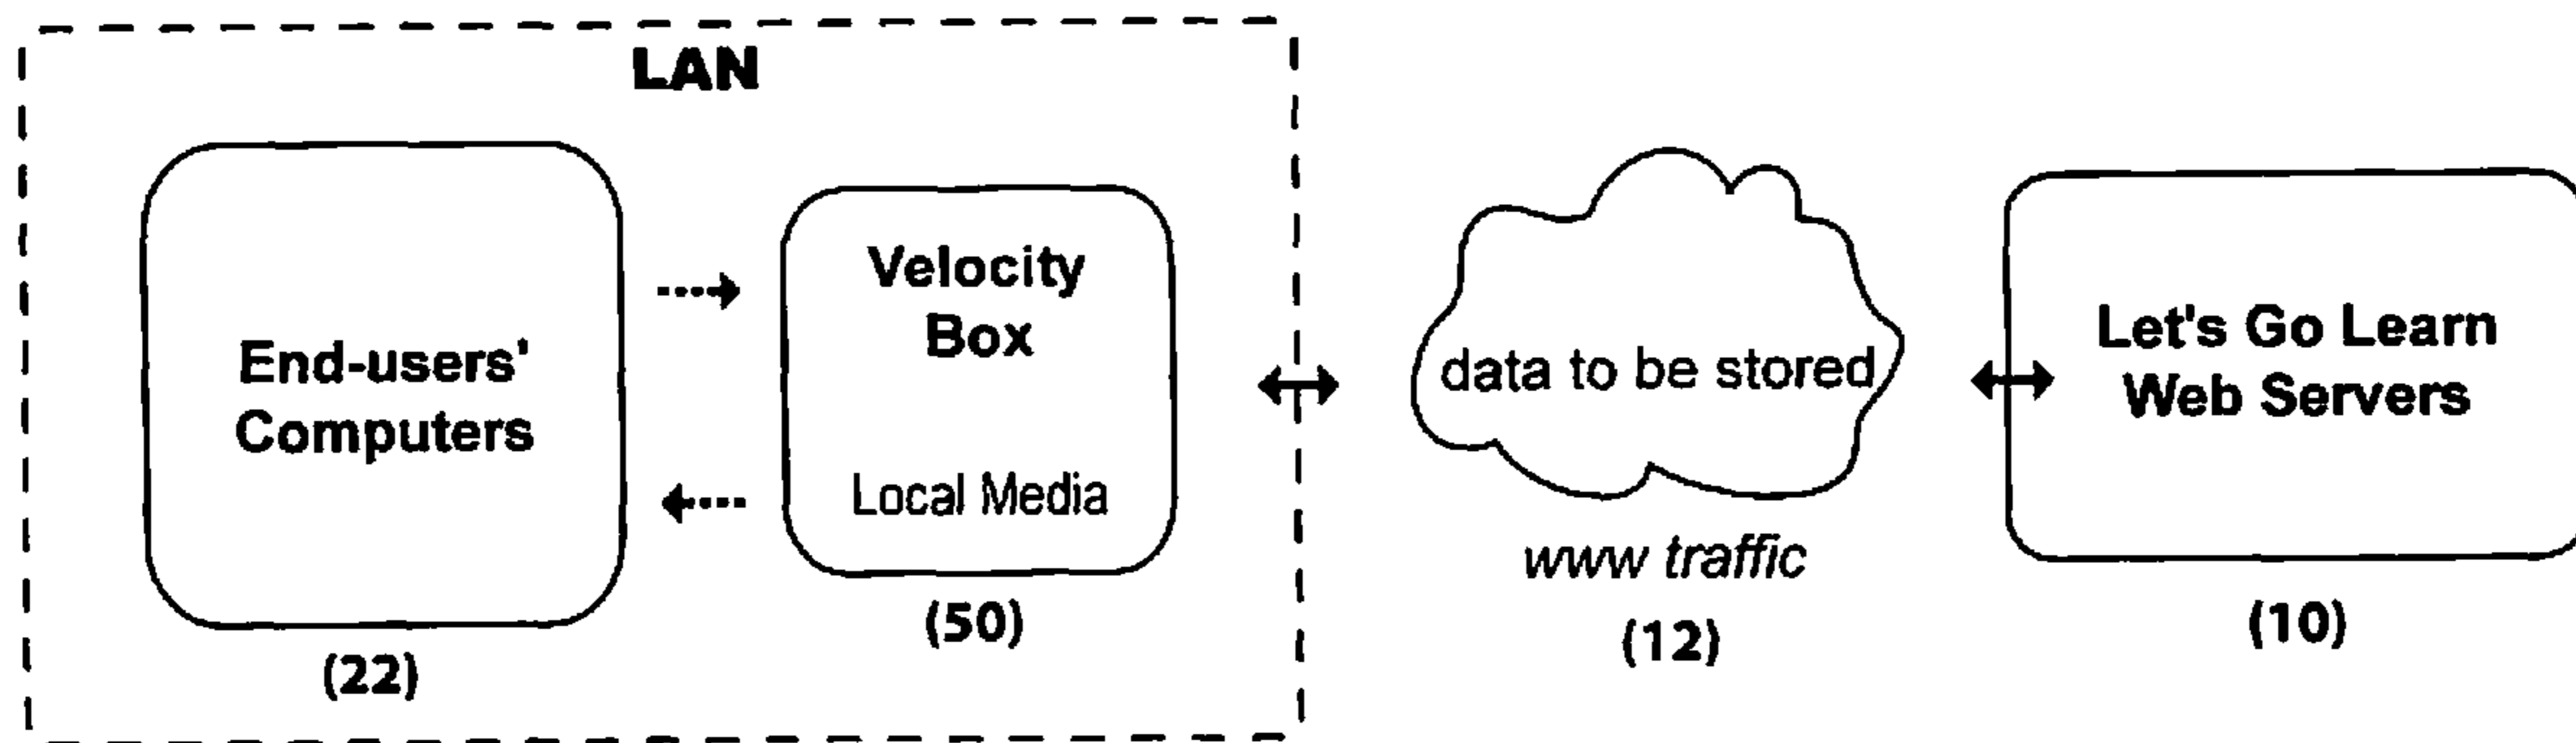 LAN
End-users'
Computers
(22)
Velocity
Box
Local Media
(50)
data to be stored
www traffic
(12)
Let's Go Learn
Web Servers
(10)